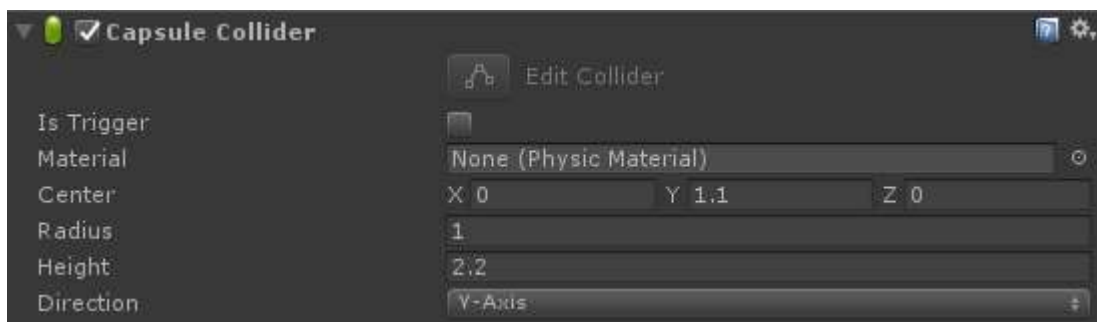 Capsule Collider
Edit Collider
Is Trigger
Material None (Physic Material)
Center X 0 Y 1.1 Z 0
Radius 1
Height 2.2
Direction Y-Axis